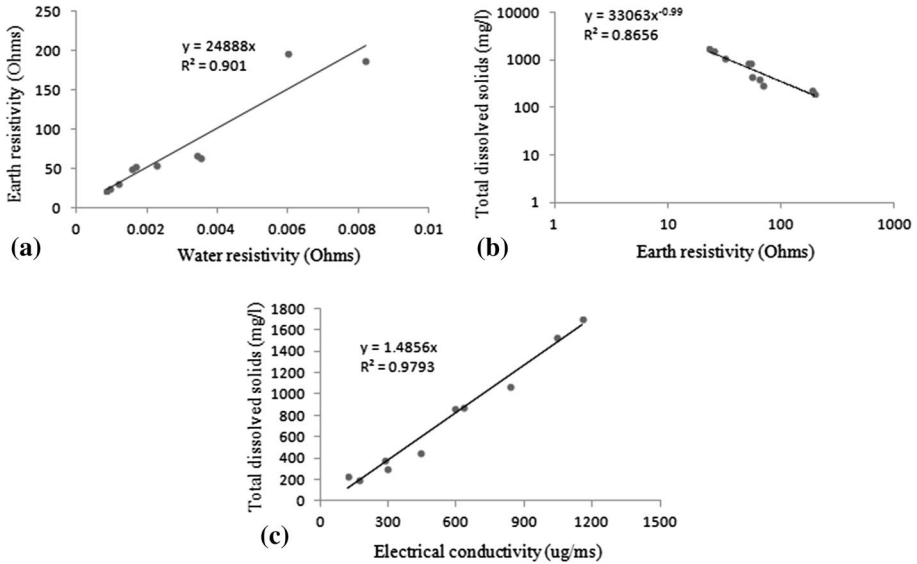 250
200
150
100
50
0
Earth resistivity (Ohms)
y = 24888x
R² = 0.901
0 0.002 0.004 0.006 0.008 0.01
Water resistivity (Ohms)
(a)
10000
1000
100
10
1
Total dissolved solids (mg/l)
y = 33063x^-0.99
R² = 0.8656
1 10 100 1000
Earth resistivity (Ohms)
(b)
1800
1600
1400
1200
1000
800
600
400
200
0
Total dissolved solids (mg/l)
y = 1.4856x
R² = 0.9793
0 300 600 900 1200 1500
Electrical conductivity (ug/ms)
(c)